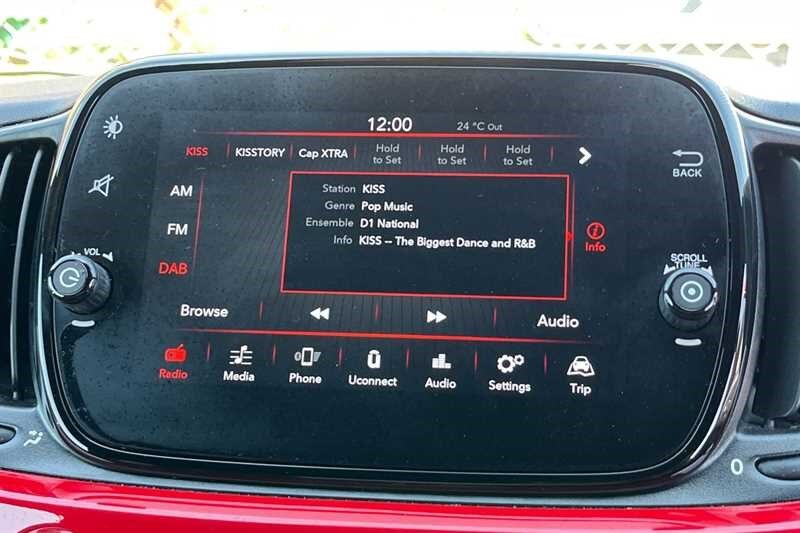 12:00 24 °C Out
KISS KISSTORY Cap XTRA Hold to Set Hold to Set Hold to Set
BACK
AM
FM
DAB
Station KISS
Genre Pop Music
Ensemble D1 National
Info KISS -- The Biggest Dance and R&B
Info
VOL
SCROLL
TUNE
Browse Audio
Radio Media Phone Uconnect Audio Settings Trip
0